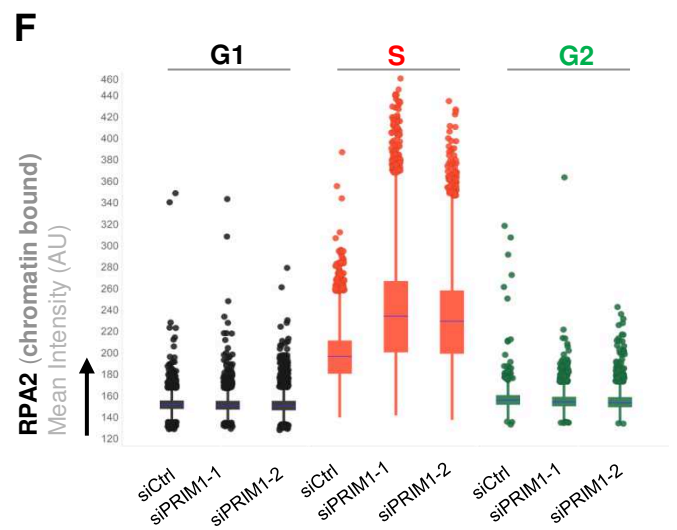 F
G1
S
G2
460
440
420
400
380
360
340
320
300
280
260
240
220
200
180
160
140
120
RPA2 (chromatin bound)
Mean Intensity (AU)
siCtrl
siPRIM1-1
siPRIM1-2
siCtrl
siPRIM1-1
siPRIM1-2
siCtrl
siPRIM1-1
siPRIM1-2